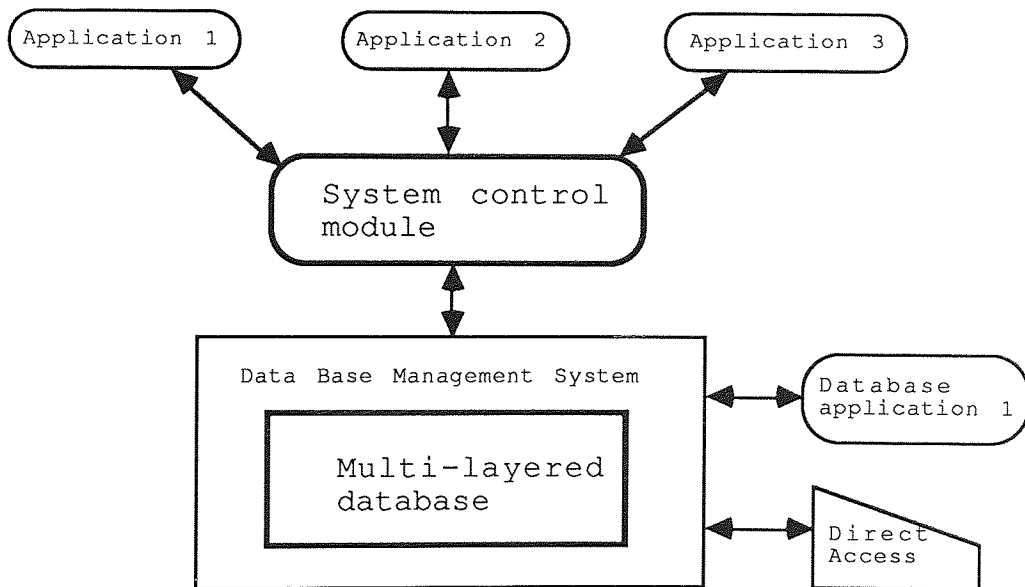 Application 1
Application 2
Application 3
System control
module
Data Base Management System
Multi-layered
database
Database
application 1
Direct
Access